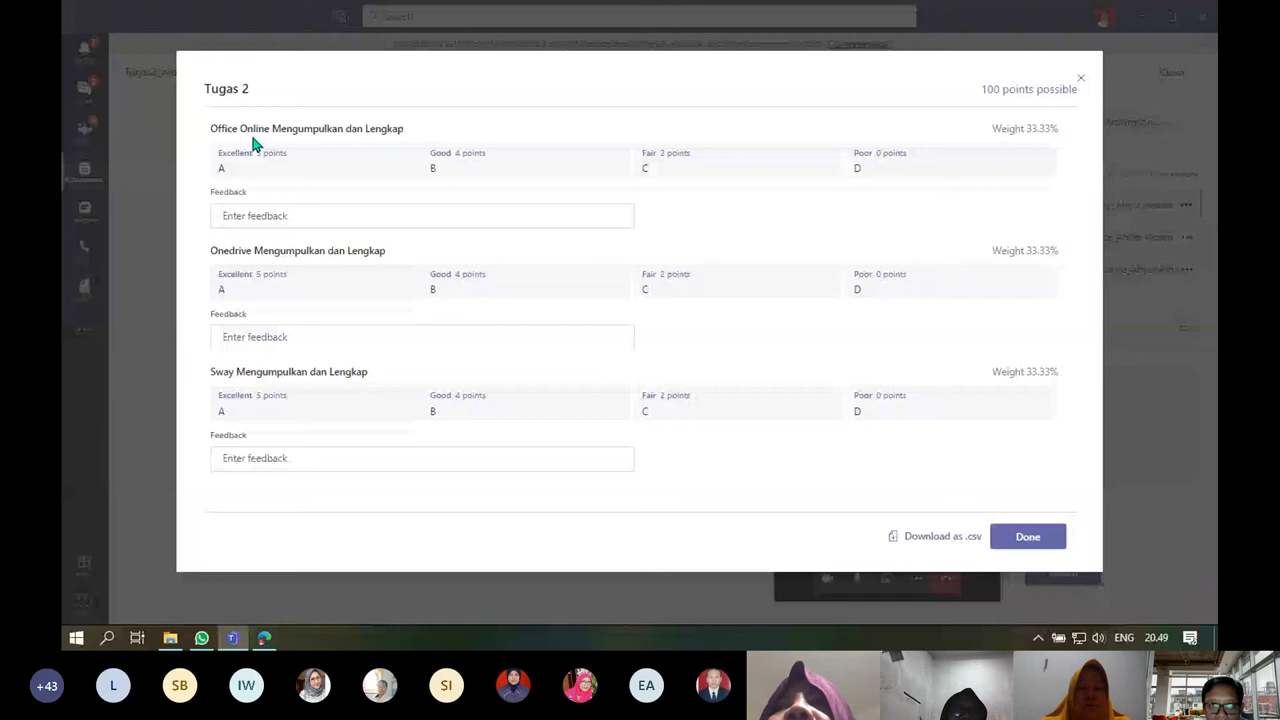 Search
Close
Tugas 2
100 points possible
Office Online Mengumpulkan dan Lengkap
Weight 33.33%
Excellent 5 points
Good 4 points
Fair 2 points
Poor 0 points
A
B
C
D
Feedback
Enter feedback
Onedrive Mengumpulkan dan Lengkap
Weight 33.33%
Excellent 5 points
Good 4 points
Fair 2 points
Poor 0 points
A
B
C
D
Feedback
Enter feedback
Sway Mengumpulkan dan Lengkap
Weight 33.33%
Excellent 5 points
Good 4 points
Fair 2 points
Poor 0 points
A
B
C
D
Feedback
Enter feedback
Download as .csv
Done
ENG
20.49
+43
L
SB
IW
SI
EA